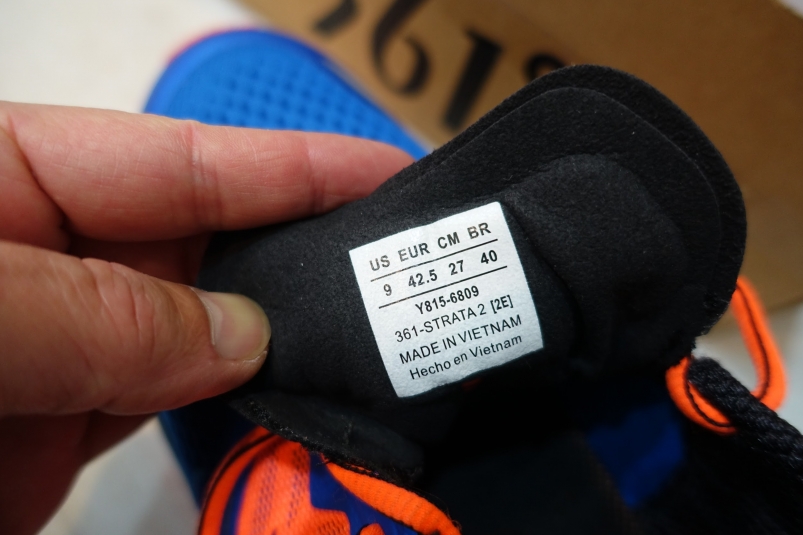 361°
US EUR CM BR
9 42.5 27 40
Y815-6809
361-STRATA 2 [2E]
MADE IN VIETNAM
Hecho en Vietnam